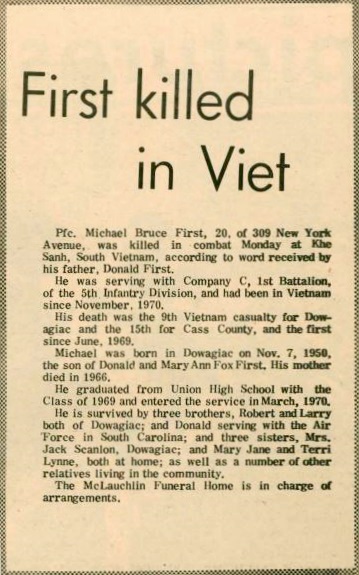 First killed
in Viet
Pfc. Michael Bruce First, 20, of 309 New York
Avenue, was killed in combat Monday at Khe
Sanh, South Vietnam, according to word received by
his father, Donald First.
He was serving with Company C, 1st Battalion,
of the 5th Infantry Division, and had been in Vietnam
since November, 1970.
His death was the 9th Vietnam casualty for Dow-
agiac and the 15th for Cass County, and the first
since June, 1969.
Michael was born in Dowagiac on Nov. 7, 1950,
the son of Donald and Mary Ann Fox First. His mother
died in 1966.
He graduated from Union High School with the
Class of 1969 and entered the service in March, 1970.
He is survived by three brothers, Robert and Larry
both of Dowagiac; and Donald serving with the Air
Force in South Carolina; and three sisters, Mrs.
Jack Scanlon, Dowagiac; and Mary Jane and Terri
Lynne, both at home; as well as a number of other
relatives living in the community.
The McLauchlin Funeral Home is in charge of
arrangements.